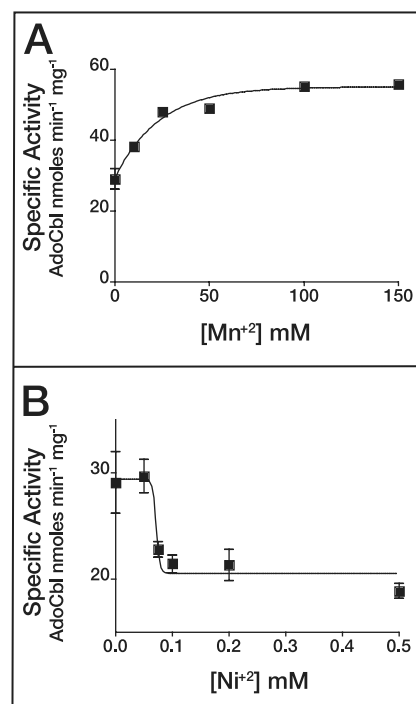 A
Specific Activity
AdoCbl nmoles min⁻¹ mg⁻¹
60
40
20
0
0 50 100 150
[Mn⁺²] mM
B
Specific Activity
AdoCbl nmoles min⁻¹ mg⁻¹
30
20
0.0 0.1 0.2 0.3 0.4 0.5
[Ni⁺²] mM